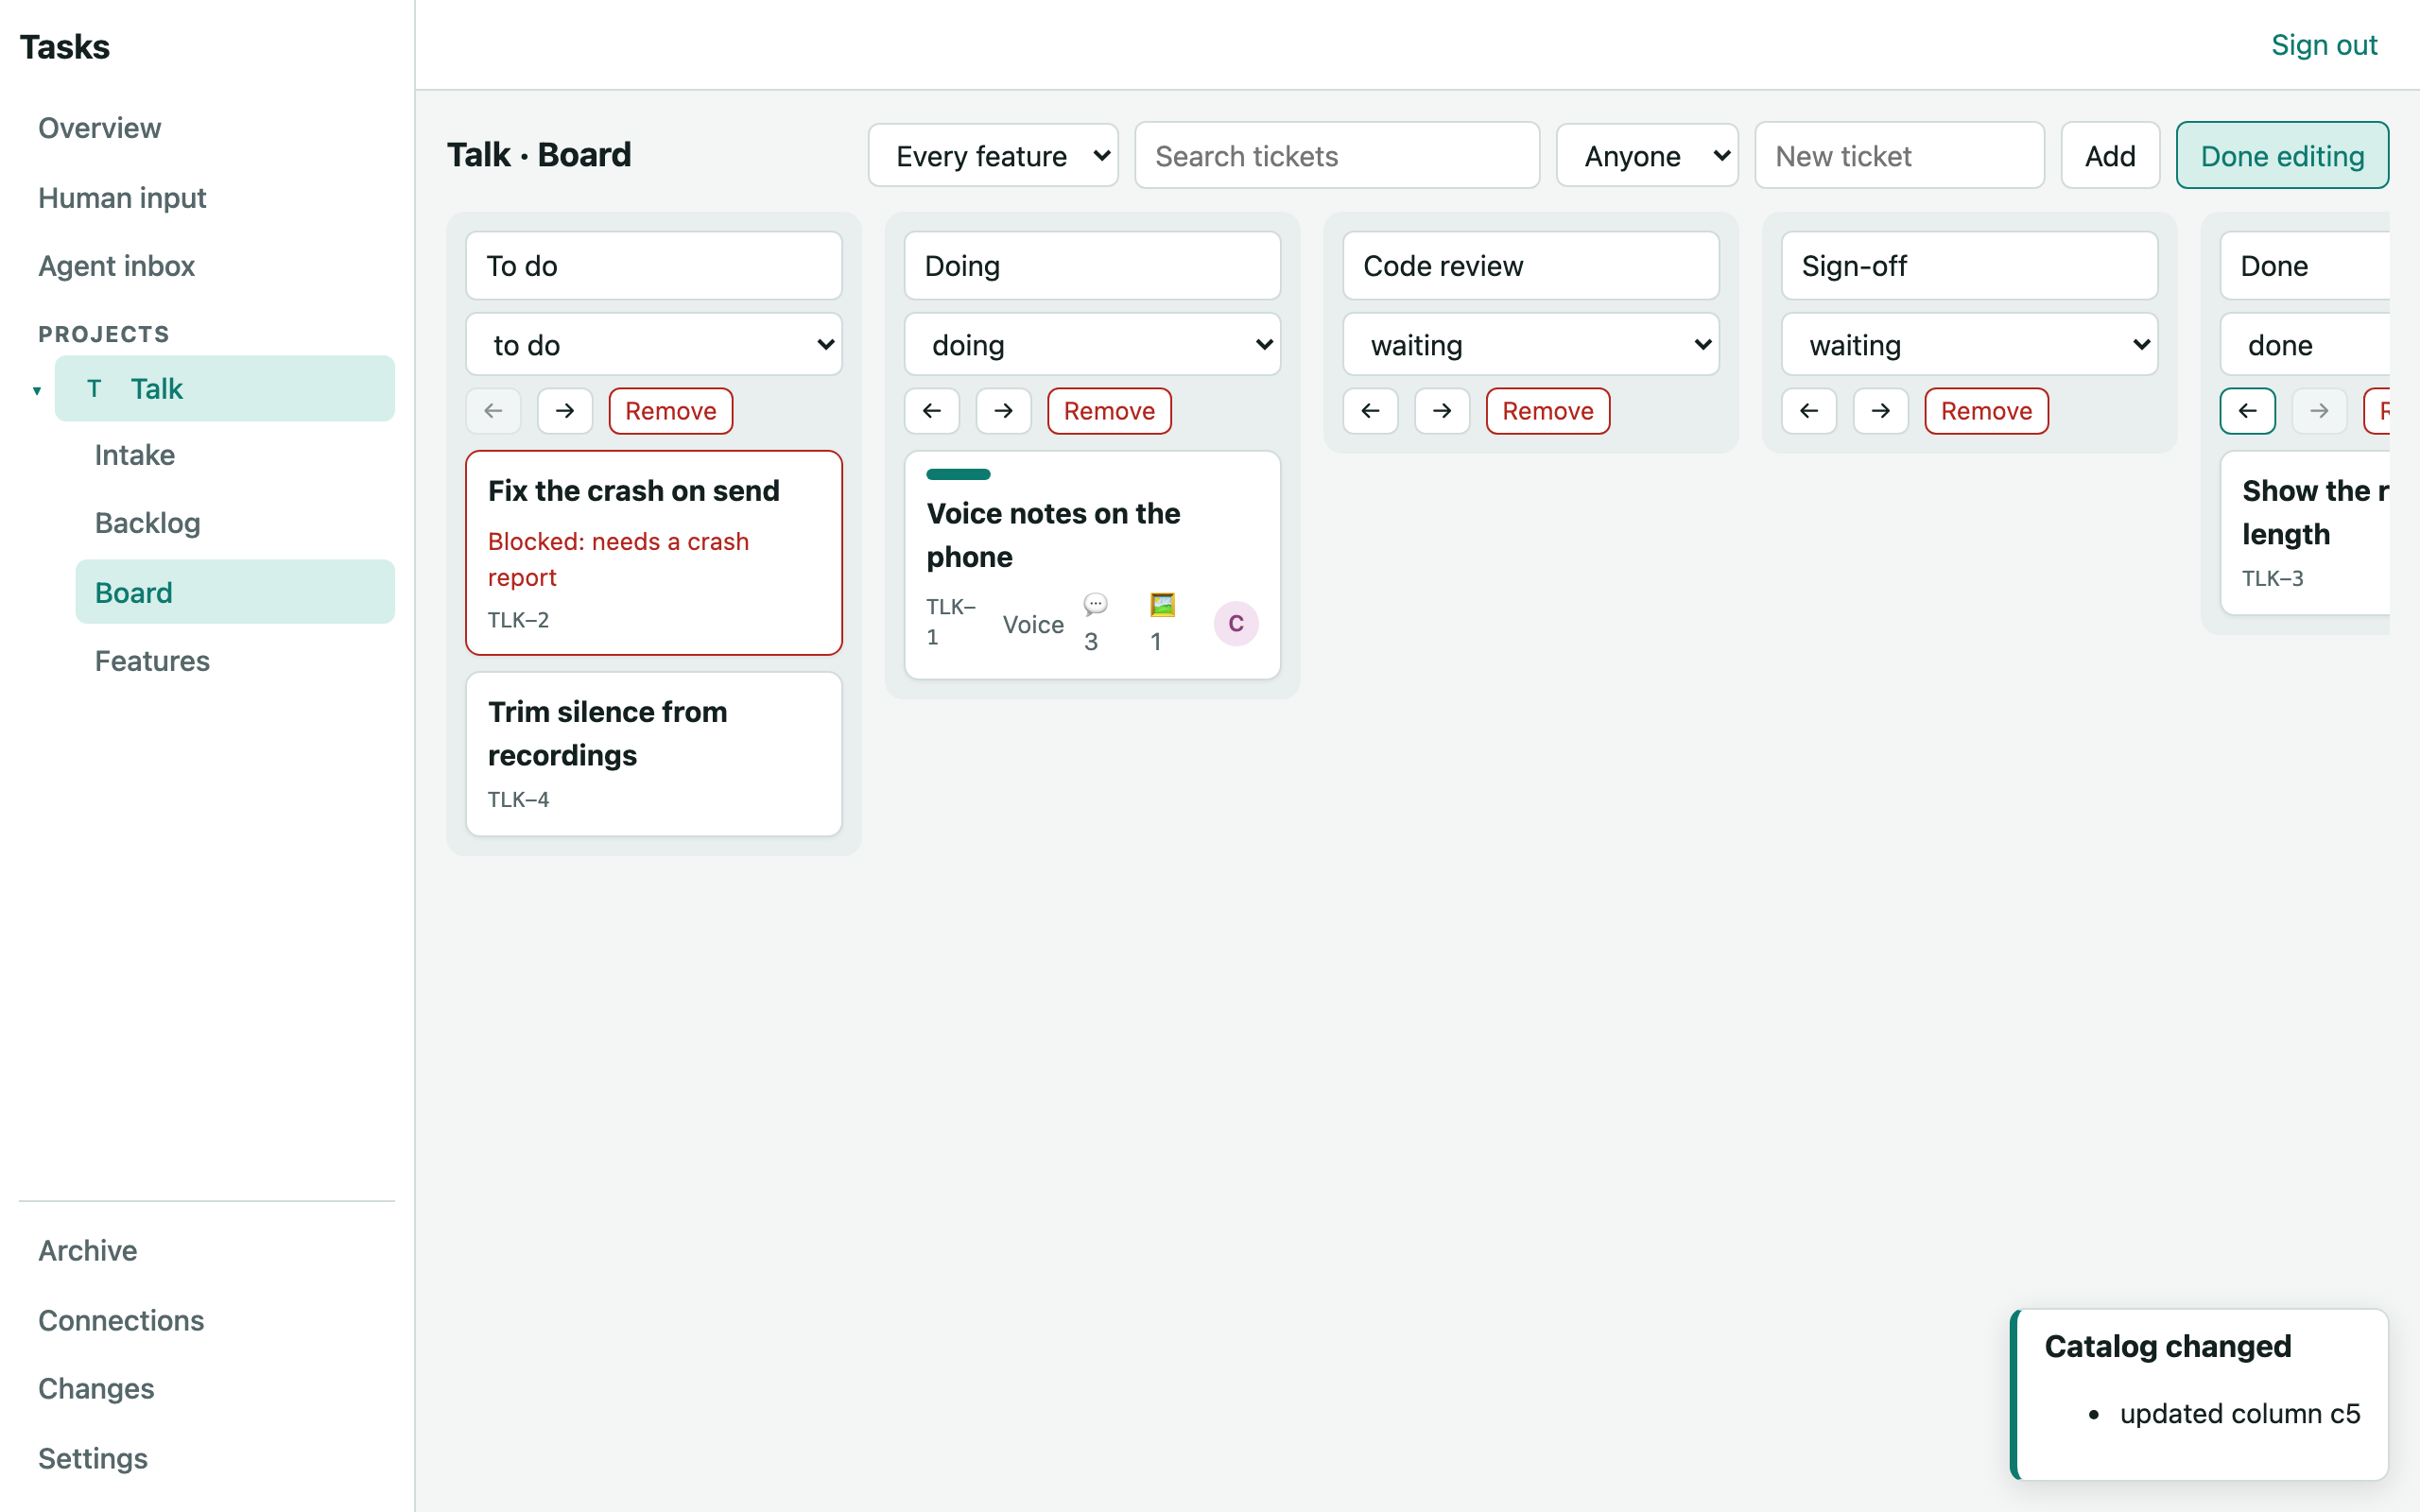 Tasks
Sign out
Overview
Human input
Agent inbox
PROJECTS
T Talk
Intake
Backlog
Board
Features
Archive
Connections
Changes
Settings
Talk · Board
Every feature
Search tickets
Anyone
New ticket
Add
Done editing
To do
to do
← → Remove
Fix the crash on send
Blocked: needs a crash
report
TLK-2
Trim silence from
recordings
TLK-4
Doing
doing
← → Remove
Voice notes on the
phone
TLK-
1
Voice
3
1
C
Code review
waiting
← → Remove
Sign-off
waiting
← → Remove
Done
done
← →
Show the
length
TLK-3
Catalog changed
• updated column c5